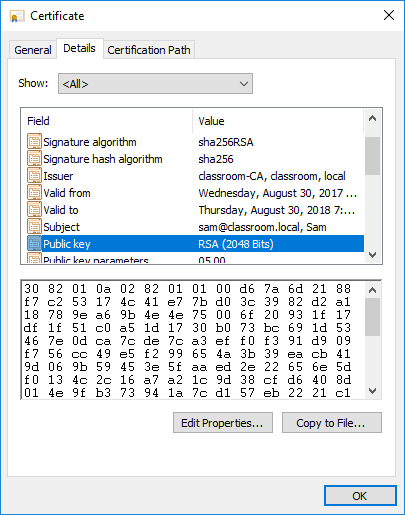 Certificate
General Details Certification Path
Show: <All>
Field Value
Signature algorithm sha256RSA
Signature hash algorithm sha256
Issuer classroom-CA, classroom, local
Valid from Wednesday, August 30, 2017 ...
Valid to Thursday, August 30, 2018 7:...
Subject sam@classroom.local, Sam
Public key RSA (2048 Bits)
Public key parameters 05 00
30 82 01 0a 02 82 01 01 00 d6 7a 6d 21 88
f7 c2 53 17 4c 41 e7 7b d0 3c 39 82 d2 a1
18 78 9e a6 9b 4e 4e 75 00 6f 20 93 1f 17
df 1f 51 c0 a5 1d 17 30 b0 73 bc 69 1d 53
46 7e 0d ca 7c de 7c a3 ef f0 f3 91 d9 09
f7 56 cc 49 e5 f2 99 65 4a 3b 39 ea cb 41
9d 06 9b 59 45 3e 5f aa ed 2e 22 65 6e 5d
f0 13 4c 2c 16 a7 a2 1c 9d 38 cf d6 40 8d
01 4e 9f b3 73 94 1a 7c d1 57 eb 22 21 c1
Edit Properties... Copy to File...
OK